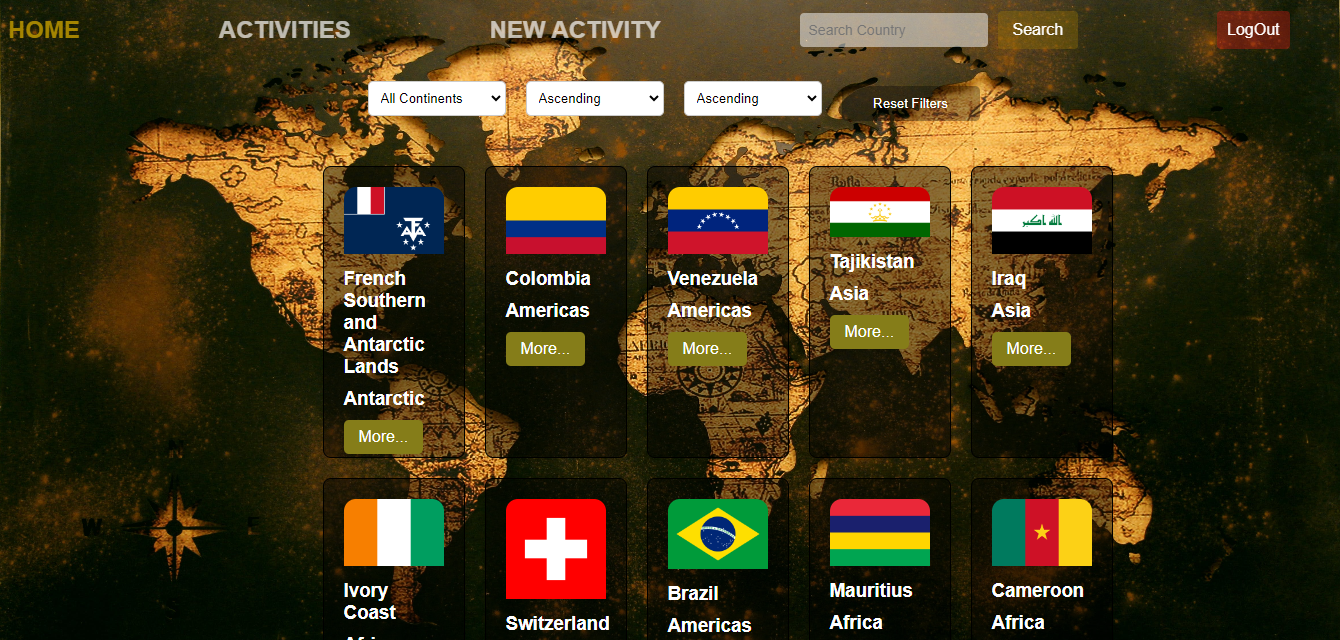 HOME
ACTIVITIES
NEW ACTIVITY
Search Country
Search
LogOut
All Continents
Ascending
Ascending
Reset Filters
French
Southern
and
Antarctic
Lands
Antarctic
More...
Colombia
Americas
More...
Venezuela
Americas
More...
Tajikistan
Asia
More...
الله اكبر
Iraq
Asia
More...
Ivory
Coast
Switzerland
Brazil
Americas
Mauritius
Africa
Cameroon
Africa
N
W
E